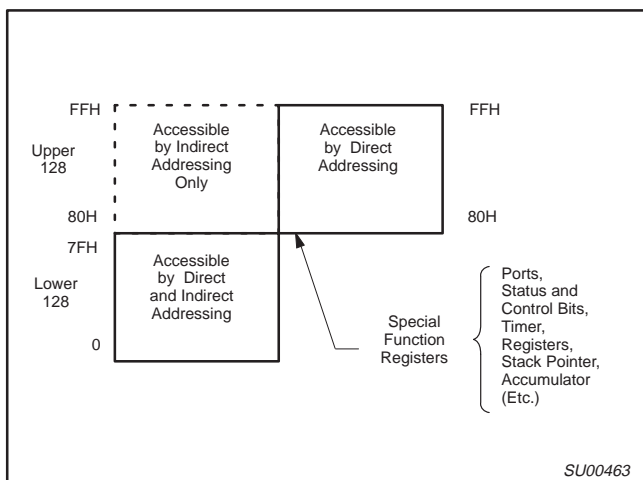 FFH
Upper
128
80H
7FH
Lower
128
0
Accessible
by Indirect
Addressing
Only
Accessible
by Direct
Addressing
FFH
80H
Accessible
by Direct
and Indirect
Addressing
Special
Function
Registers
Ports,
Status and
Control Bits,
Timer,
Registers,
Stack Pointer,
Accumulator
(Etc.)
SU00463